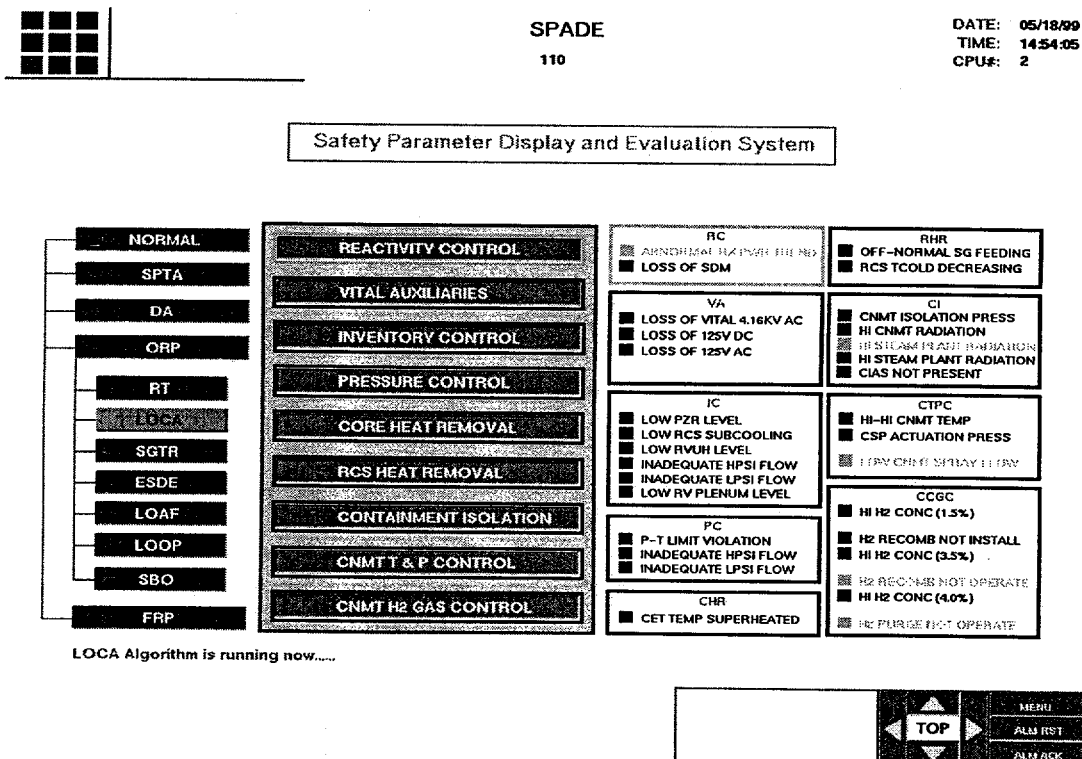 SPADE
110
DATE: 05/18/99
TIME: 14:54:05
CPU#: 2
Safety Parameter Display and Evaluation System
NORMAL
SPTA
DA
ORP
RT
LOCA
SGTR
ESDE
LOAF
LOOP
SBO
FRP
REACTIVITY CONTROL
VITAL AUXILIARIES
INVENTORY CONTROL
PRESSURE CONTROL
CORE HEAT REMOVAL
RCS HEAT REMOVAL
CONTAINMENT ISOLATION
CNMT T & P CONTROL
CNMT H2 GAS CONTROL
RC
ABNORMAL RX PWR TREND
LOSS OF SDM
VA
LOSS OF VITAL 4.16KV AC
LOSS OF 125V DC
LOSS OF 125V AC
IC
LOW PZR LEVEL
LOW RCS SUBCOOLING
LOW RVUH LEVEL
INADEQUATE HPSI FLOW
INADEQUATE LPSI FLOW
LOW RV PLENUM LEVEL
PC
P-T LIMIT VIOLATION
INADEQUATE HPSI FLOW
INADEQUATE LPSI FLOW
CHR
CET TEMP SUPERHEATED
RHR
OFF-NORMAL SG FEEDING
RCS TCOLD DECREASING
CI
CNMT ISOLATION PRESS
HI CNMT RADIATION
HI STEAM PLANT RADIATION
HI STEAM PLANT RADIATION
CIAS NOT PRESENT
CTPC
HI-HI CNMT TEMP
CSP ACTUATION PRESS
LOW CNMT SPRAY FLOW
CCGC
HI H2 CONC (1.5%)
H2 RECOMB NOT INSTALL
HI H2 CONC (3.5%)
H2 RECOMB NOT OPERATE
HI H2 CONC (4.0%)
H2 PURGE NOT OPERATE
LOCA Algorithm is running now.....
TOP
MENU
ALM RST
ALM ACK